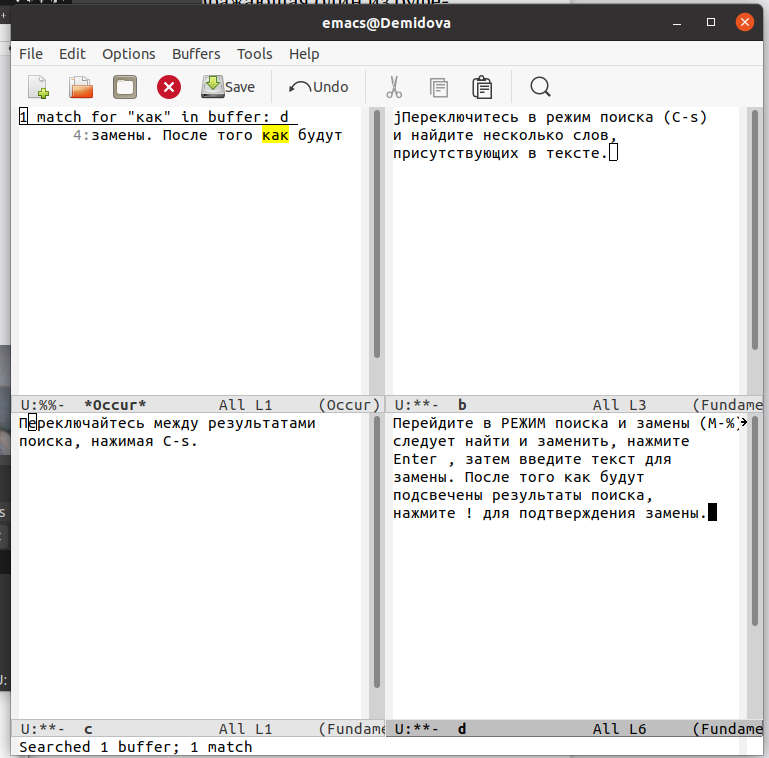 emacs@Demidova
File Edit Options Buffers Tools Help
Save Undo
1 match for "как" in buffer: d
4:замены. После того как будут
U:%%- *Occur* All L1 (Occur)
jПереключитесь в режим поиска (C-s)
и найдите несколько слов,
присутствующих в тексте.
U:**- b All L3 (Fundame
Переключайтесь между результатами
поиска, нажимая C-s.
U:**- c All L1 (Fundame
Перейдите в РЕЖИМ поиска и замены (M-%)
следует найти и заменить, нажмите
Enter , затем введите текст для
замены. После того как будут
подсвечены результаты поиска,
нажмите ! для подтверждения замены.
U:**- d All L6 (Fundame
Searched 1 buffer; 1 match